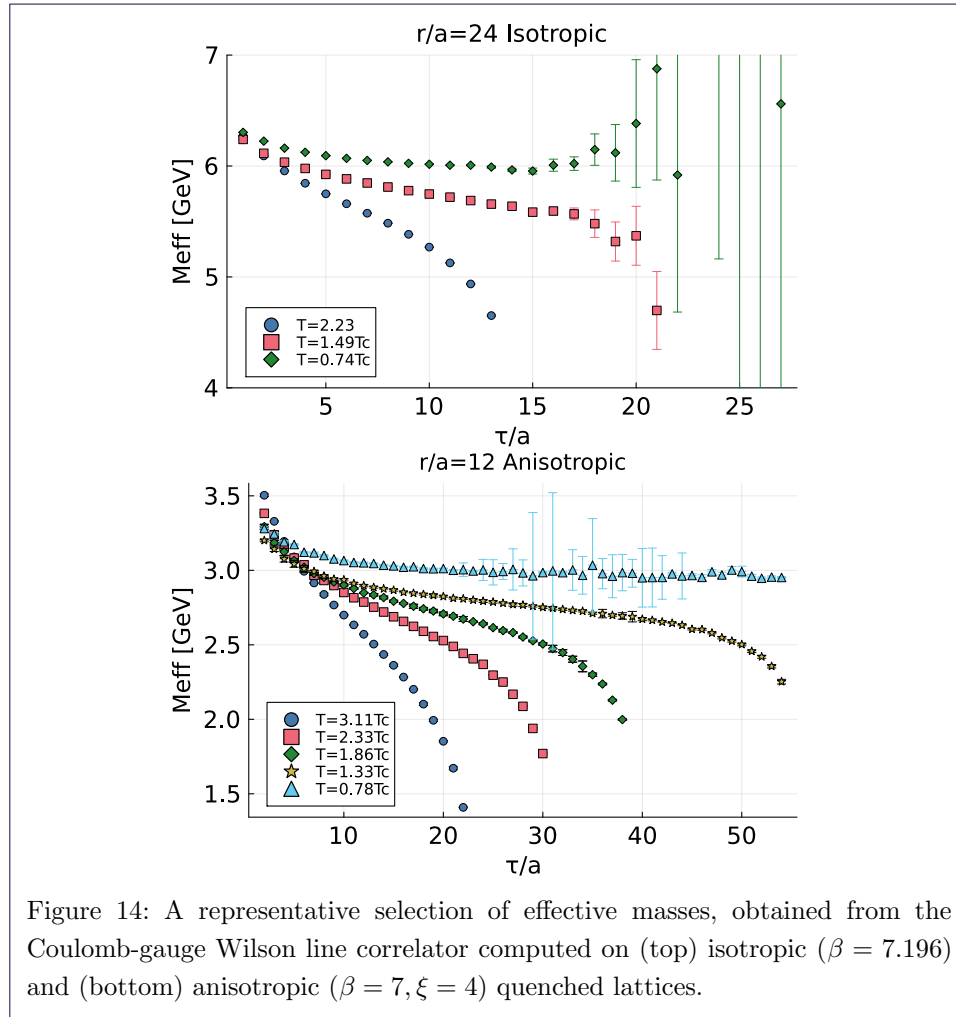 r/a=24 Isotropic
7
6
5
4
Meff [GeV]
T=2.23
T=1.49Tc
T=0.74Tc
5 10 15 20 25
τ/a
r/a=12 Anisotropic
3.5
3.0
2.5
2.0
1.5
Meff [GeV]
T=3.11Tc
T=2.33Tc
T=1.86Tc
T=1.33Tc
T=0.78Tc
10 20 30 40 50
τ/a
Figure 14: A representative selection of effective masses, obtained from the
Coulomb-gauge Wilson line correlator computed on (top) isotropic (β = 7.196)
and (bottom) anisotropic (β = 7, ξ = 4) quenched lattices.